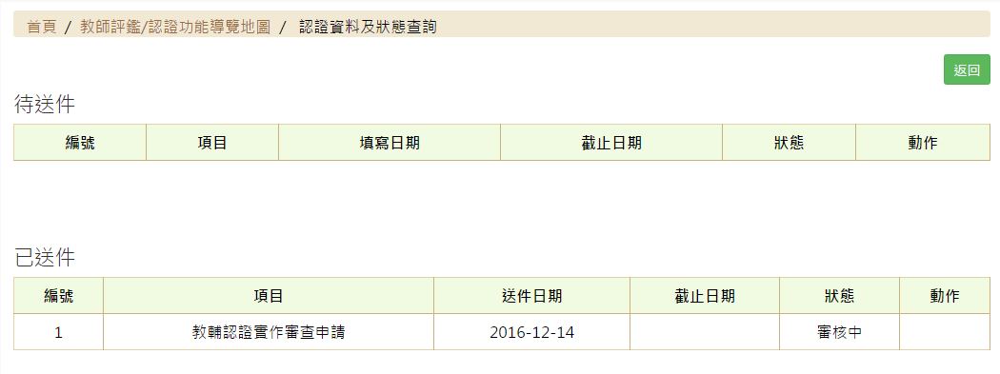 首頁 / 教師評鑑/認證功能導覽地圖 / 認證資料及狀態查詢
返回
待送件
編號 項目 填寫日期 截止日期 狀態 動作
已送件
編號 項目 送件日期 截止日期 狀態 動作
1 教輔認證實作審查申請 2016-12-14 審核中